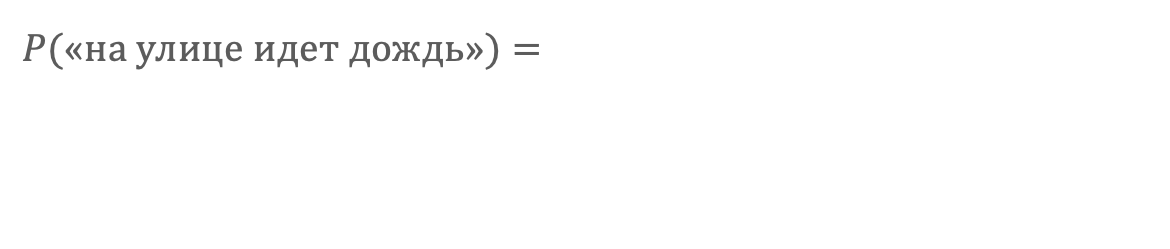 P(«на улице идет дождь») =